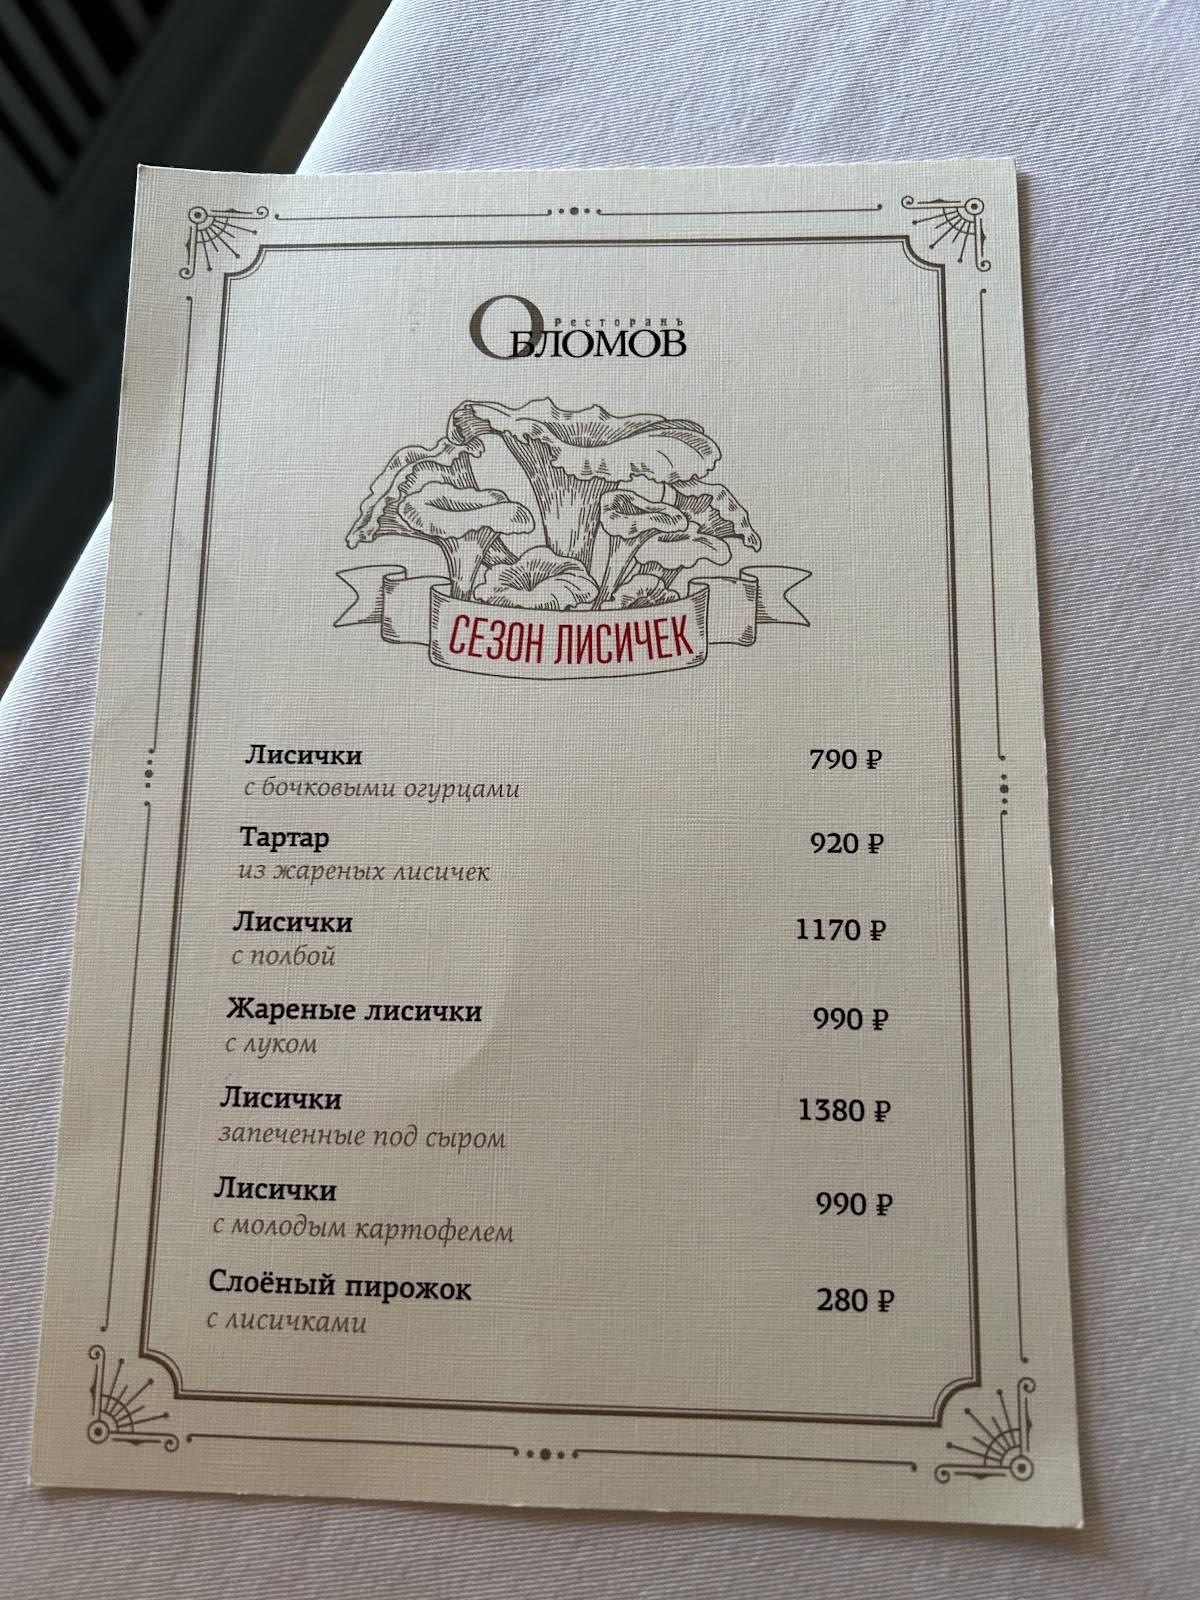 Ресторанъ
Обломов
СЕЗОН ЛИСИЧЕК
Лисички 790 ₽
с бочковыми огурцами
Тартар 920 ₽
из жареных лисичек
Лисички 1170 ₽
с полбой
Жареные лисички 990 ₽
с луком
Лисички 1380 ₽
запеченные под сыром
Лисички 990 ₽
с молодым картофелем
Слоёный пирожок 280 ₽
с лисичками